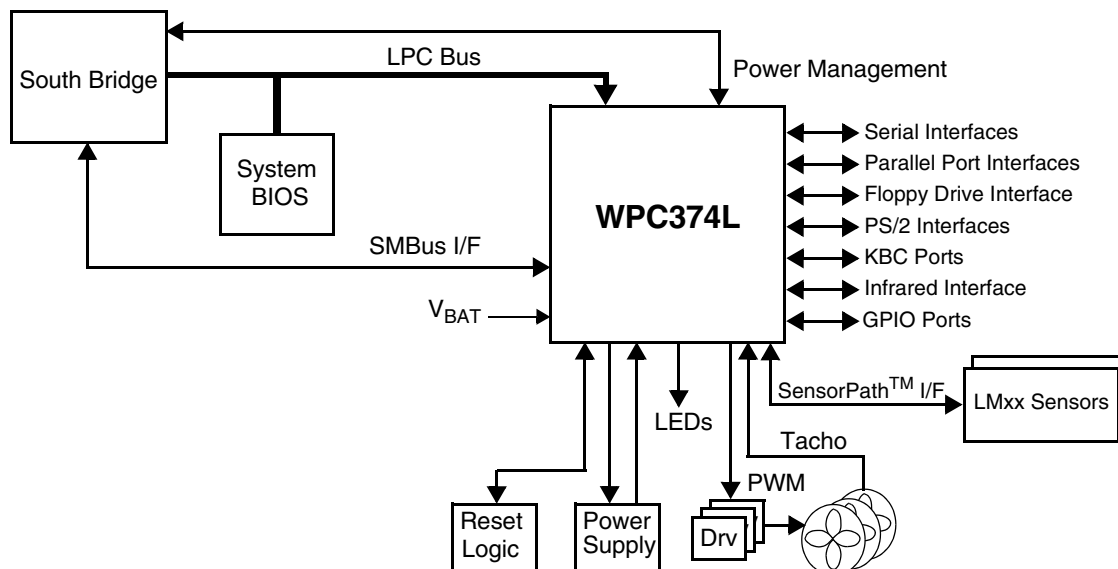 South Bridge
LPC Bus
Power Management
System
BIOS
WPC374L
Serial Interfaces
Parallel Port Interfaces
Floppy Drive Interface
PS/2 Interfaces
KBC Ports
Infrared Interface
GPIO Ports
SMBus I/F
VBAT
SensorPath™ I/F
LMxx Sensors
LEDs
Tacho
PWM
Reset
Logic
Power
Supply
Drv